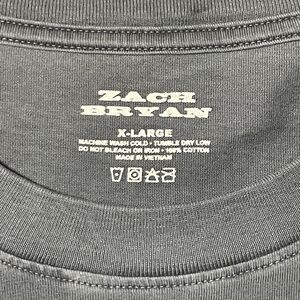 ZACH
BRYAN
X-LARGE
MACHINE WASH COLD • TUMBLE DRY LOW
DO NOT BLEACH OR IRON • 100% COTTON
MADE IN VIETNAM